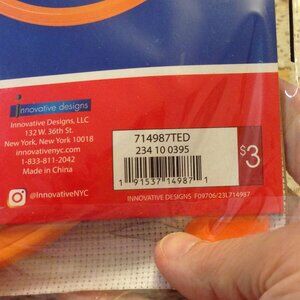 innovative designs
Innovative Designs, LLC
132 W. 36th St.
New York, New York 10018
innovativenyc.com
1-833-811-2042
Made in China
@InnovativeNYC
714987TED
234 10 0395
1 91537 14987 1
$3
INNOVATIVE DESIGNS F09706/23L714987